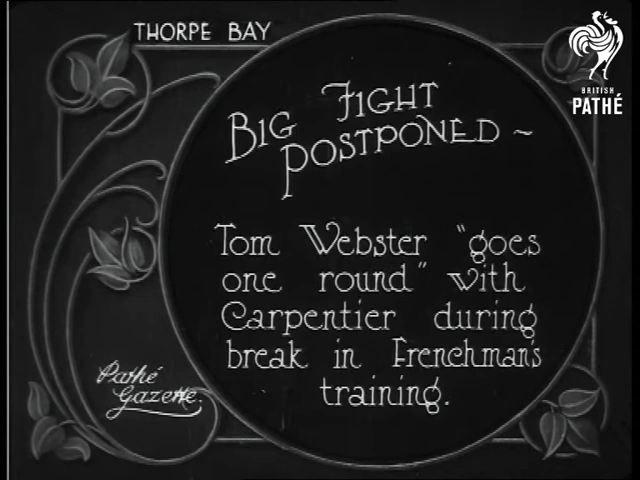 THORPE BAY
BRITISH
PATHÉ
BIG FIGHT
POSTPONED ~
Tom Webster "goes
one round" with
Carpentier during
break in Frenchman's
training.
Pathé
Gazette.